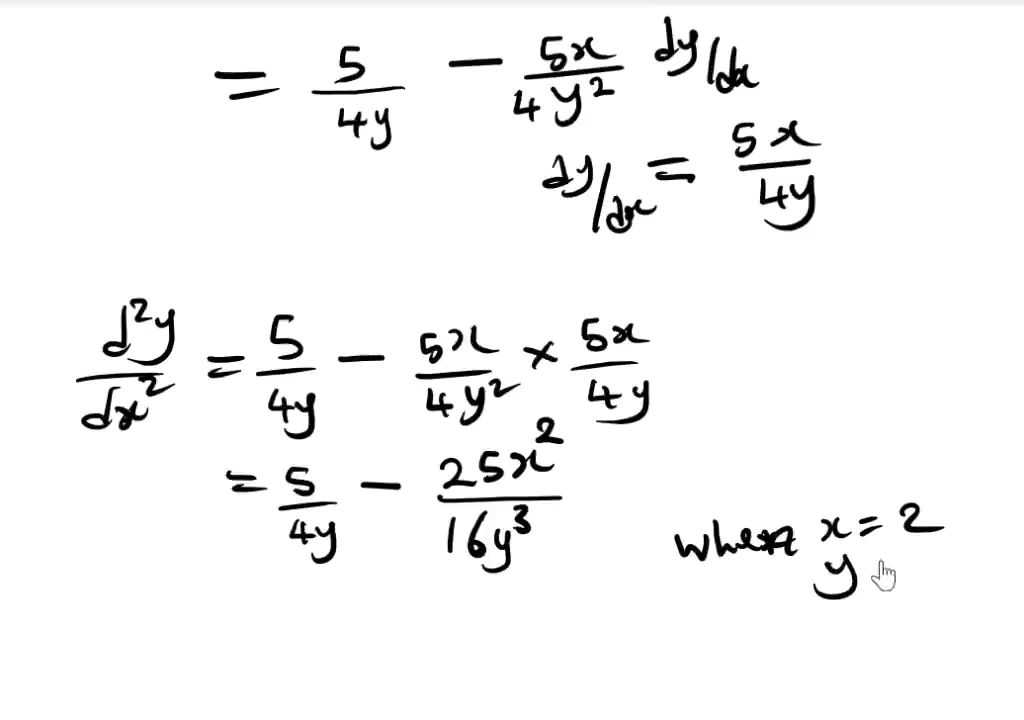 = 5/4y - 5x/4y² dy/dx
dy/dx = 5x/4y
d²y/dx² = 5/4y - 5x/4y² × 5x/4y
= 5/4y - 25x²/16y³
when x = 2
y